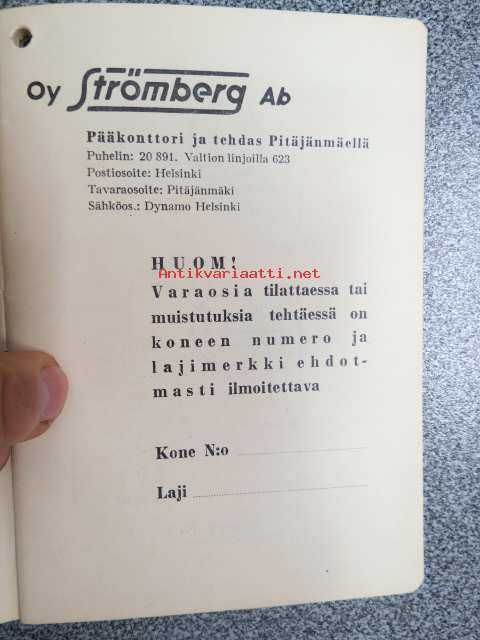 Oy Strömberg Ab
Pääkonttori ja tehdas Pitäjänmäellä
Puhelin: 20 891. Valtion linjoilla 623
Postiosoite: Helsinki
Tavaraosoite: Pitäjänmäki
Sähköos.: Dynamo Helsinki
HUOM!
Antikvariaatti.net
Varaosia tilattaessa tai
muistutuksia tehtäessä on
koneen numero ja
lajimerkki ehdot-
masti ilmoitettava
Kone N:o
Laji